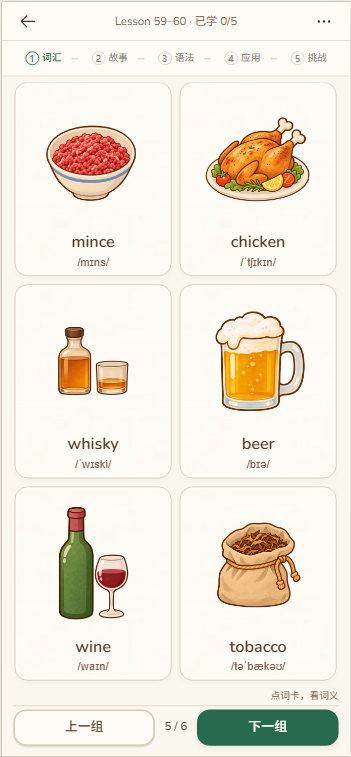 Lesson 59-60 · 已学 0/5
1 词汇 – 2 故事 – 3 语法 – 4 应用 – 5 挑战
mince chicken
/mɪns/ /ˈtʃɪkɪn/
whisky beer
/ˈwɪski/ /bɪə/
wine tobacco
/waɪn/ /təˈbækəʊ/
点词卡，看词义
上一组 5 / 6 下一组